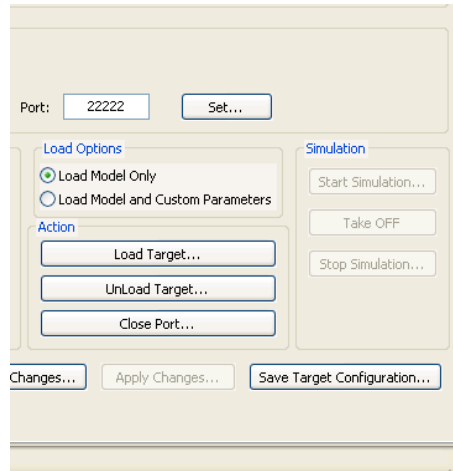 Port: 22222 Set...
Load Options
Load Model Only
Load Model and Custom Parameters
Action
Load Target...
UnLoad Target...
Close Port...
Simulation
Start Simulation...
Take OFF
Stop Simulation...
Changes... Apply Changes... Save Target Configuration...